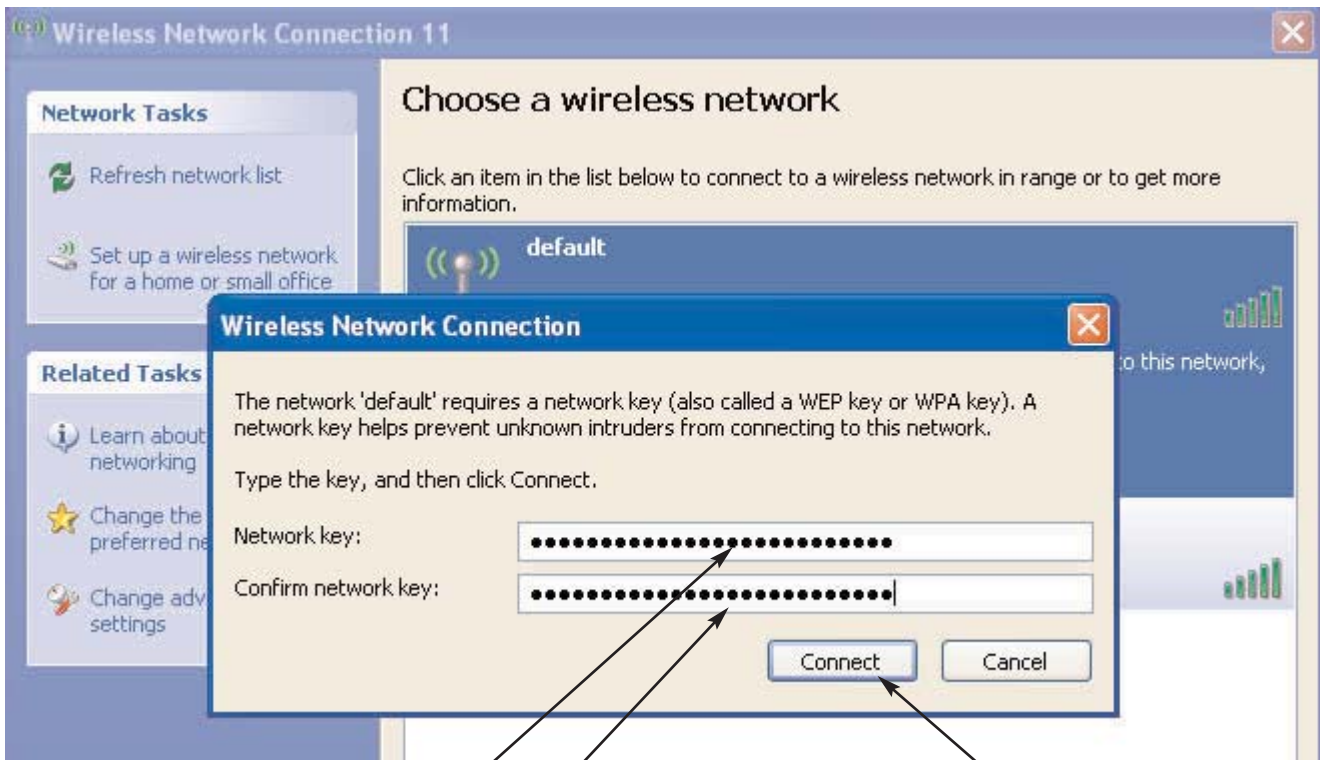 Wireless Network Connection 11
Network Tasks
Refresh network list
Set up a wireless network
for a home or small office
Related Tasks
Learn about
networking
Change the
preferred
Change
settings
Choose a wireless network
Click an item in the list below to connect to a wireless network in range or to get more
information.
default
to this network,
Wireless Network Connection
The network 'default' requires a network key (also called a WEP key or WPA key). A
network key helps prevent unknown intruders from connecting to this network.
Type the key, and then click Connect.
Network key:
Confirm network key:
Connect
Cancel